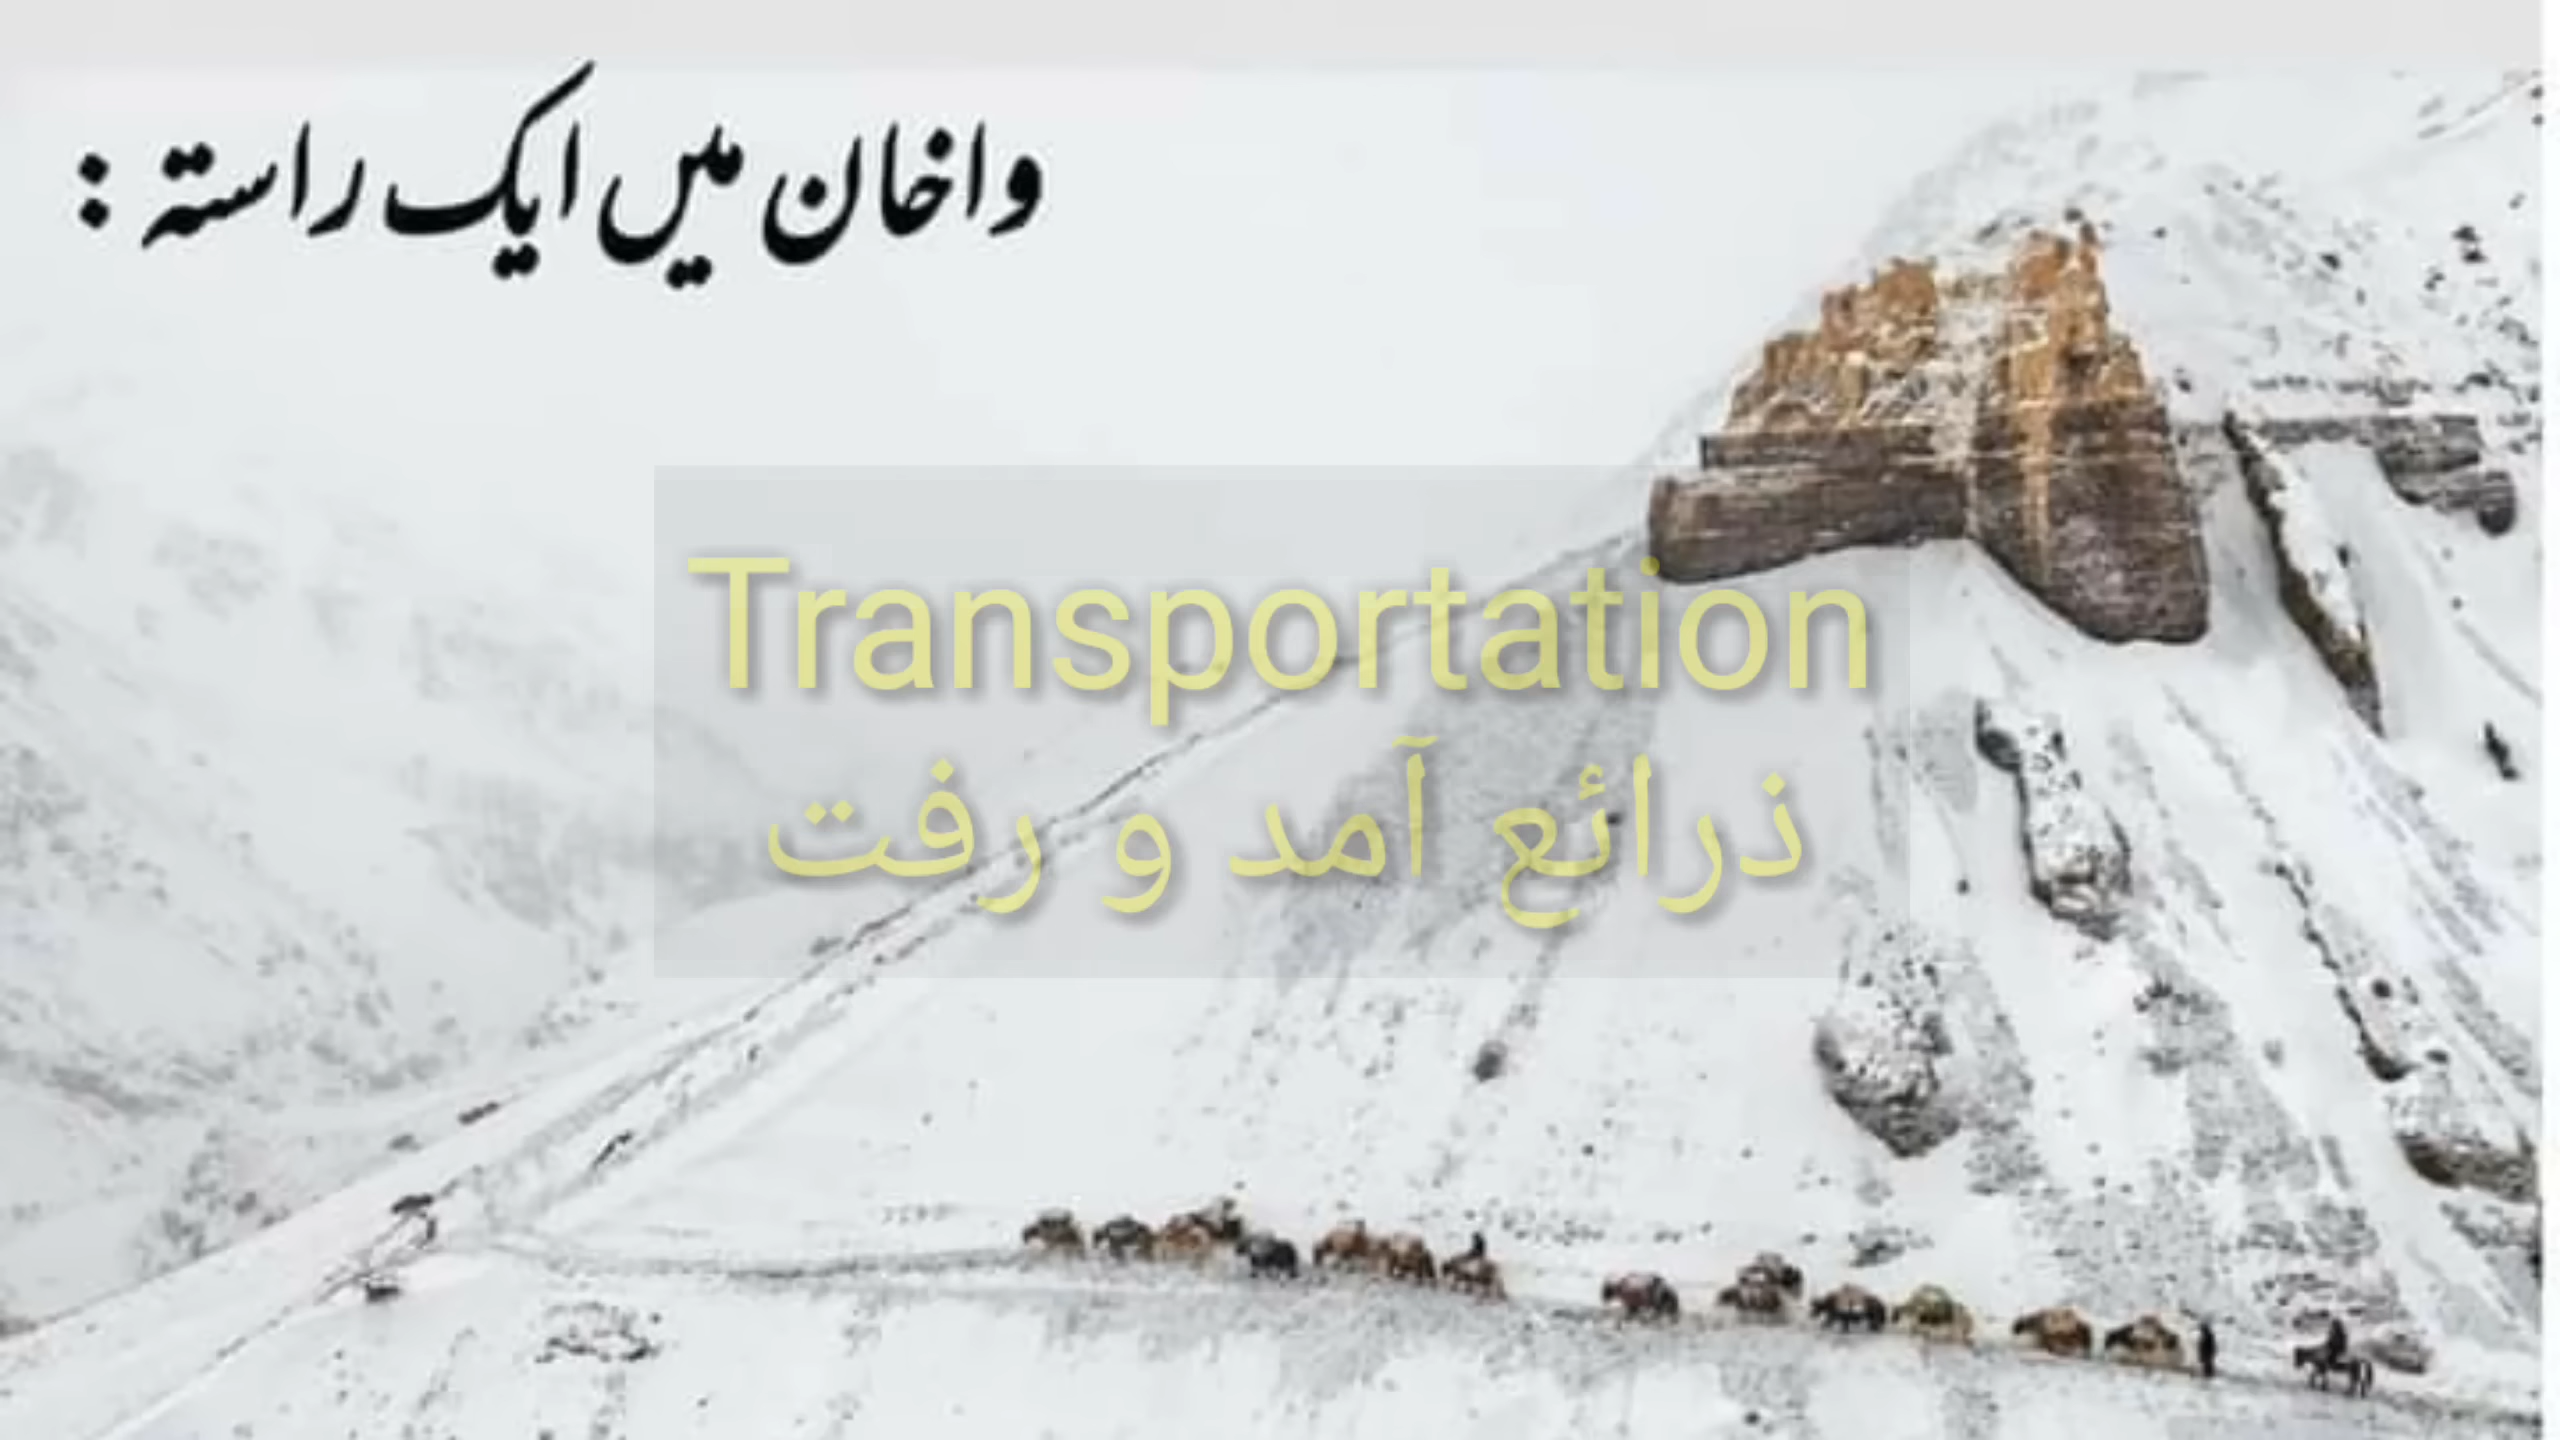 واخان میں ایک راستہ :
Transportation
ذرائع آمد و رفت